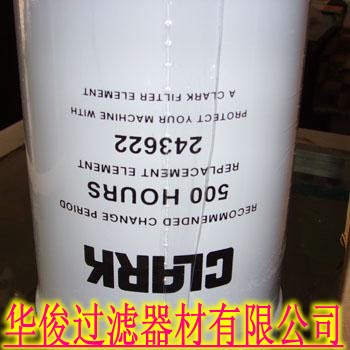 CLARK
RECOMMENDED CHANGE PERIOD
500 HOURS
REPLACEMENT ELEMENT
243622
PROTECT YOUR MACHINE WITH
A CLARK FILTER ELEMENT
华俊过滤器材有限公司